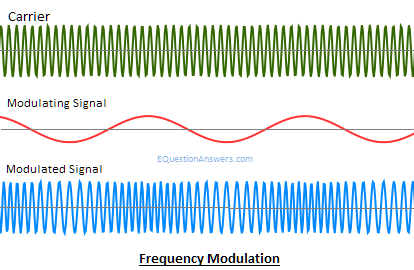 Carrier
Modulating Signal
EQuestionAnswers.com
Modulated Signal
Frequency Modulation